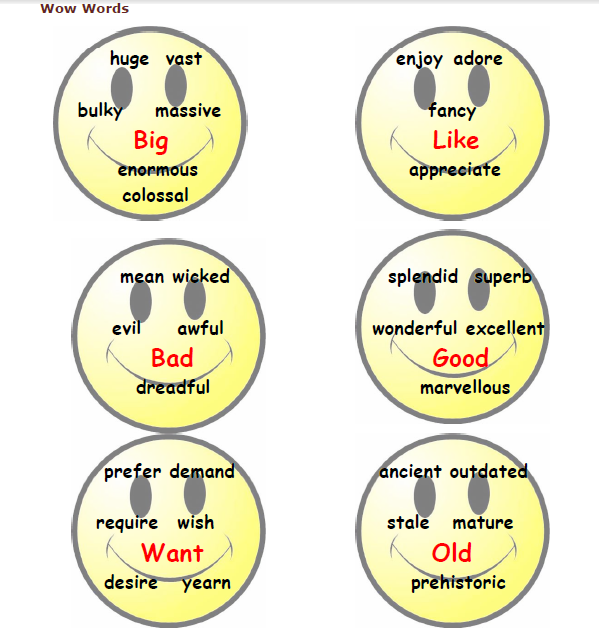 Wow Words
huge vast
bulky massive
Big
enormous
colossal
enjoy adore
fancy
Like
appreciate
mean wicked
evil awful
Bad
dreadful
splendid superb
wonderful excellent
Good
marvellous
prefer demand
require wish
Want
desire yearn
ancient outdated
stale mature
Old
prehistoric